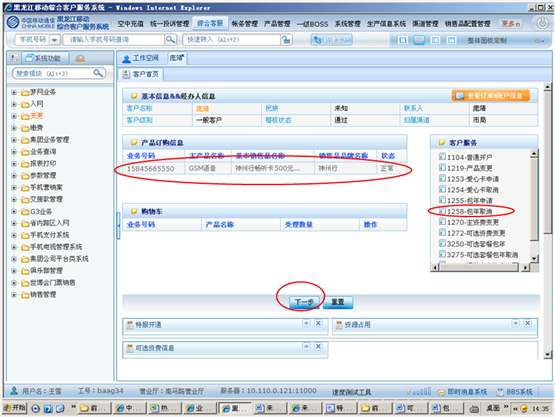 黑龙江移动综合客户服务系统 - Windows Internet Explorer
中国移动通信 CHINA MOBILE 黑龙江移动 综合客户服务系统
空中充值 统一投诉管理 综合客服 帐务管理 产品管理 一级BOSS 系统管理 生产信息系统 渠道管理 销售品配置管理 更多
手机号码 请输入手机号码查询 快速转入 (Alt+2) 整体面板定制
系统功能
搜索模块 (Alt+3)
梦网业务
入网
变更
缴费
集团业务管理
业务查询
报表打印
参数管理
手机营销案
交接款管理
G3业务
省内跨区入网
手机支付系统
手机电视管理系统
集团公司平台类系统
俱乐部管理
世博会门票销售
销售管理
工作空间
客户首页
基本信息&&经办人信息
查看订单&账户信息
民族 未知 联系人
客户级别 一般客户 稽核状态 通过 归属渠道 市局
产品订购信息
业务号码 主产品名称 基本销售品名称 销售品品牌名称 状态
15845665550 GSM语音 神州行畅听卡500元... 神州行 正常
购物车
业务号码 产品名称 受理数量 操作
客户服务
1104-普通开户
1219-产品变更
1253-爱心卡申请
1254-爱心卡取消
1255-包年申请
1258-包年取消
1270-主资费变更
1272-可选资费变更
3250-可选套餐包年
3275-可选套餐包年取消
下一步 重置
特服开通
资源占用
可选资费信息
用户名：王雪 工号：baag34 营业厅：南马路营业厅 服务器：10.110.0.121:11000 速度测试工具 即时消息系统 BBS系统
开始 桌面 14:35